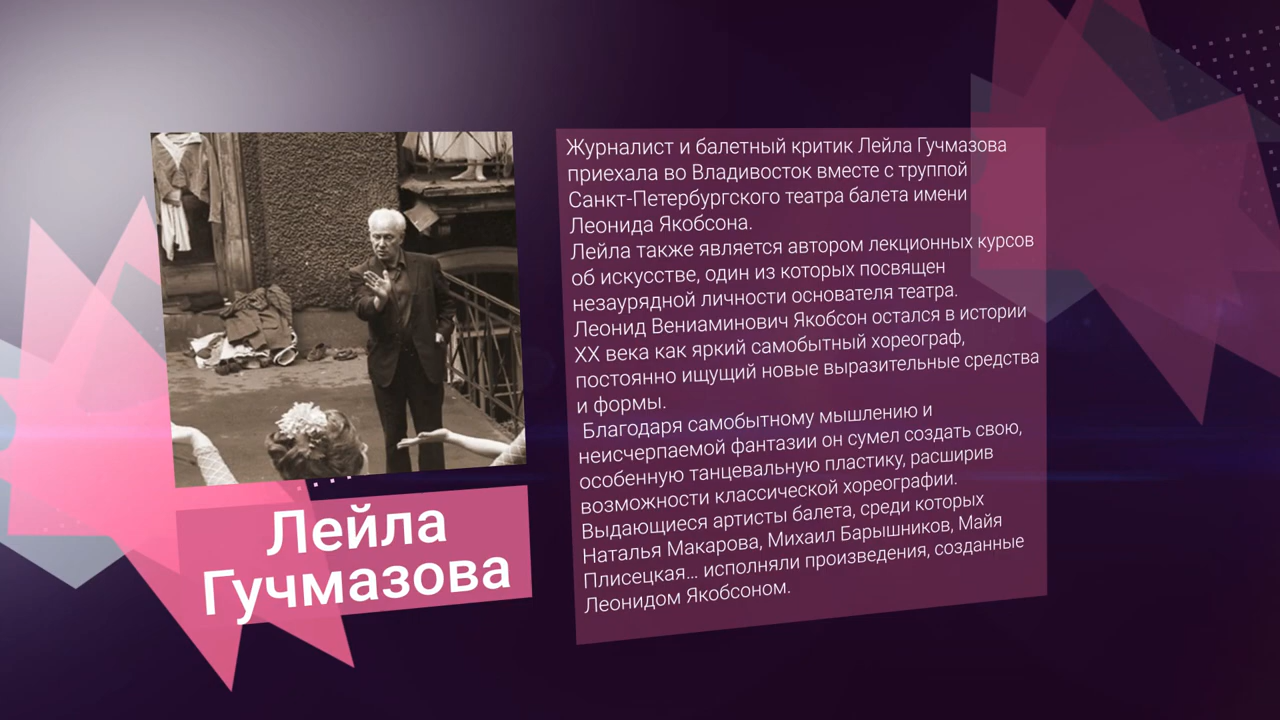 Журналист и балетный критик Лейла Гучмазова
приехала во Владивосток вместе с труппой
Санкт-Петербургского театра балета имени
Леонида Якобсона.
Лейла также является автором лекционных курсов
об искусстве, один из которых посвящен
незаурядной личности основателя театра.
Леонид Вениаминович Якобсон остался в истории
XX века как яркий самобытный хореограф,
постоянно ищущий новые выразительные средства
и формы.
Благодаря самобытному мышлению и
неисчерпаемой фантазии он сумел создать свою,
особенную танцевальную пластику, расширив
возможности классической хореографии.
Выдающиеся артисты балета, среди которых
Наталья Макарова, Михаил Барышников, Майя
Плисецкая... исполняли произведения, созданные
Леонидом Якобсоном.
Лейла
Гучмазова